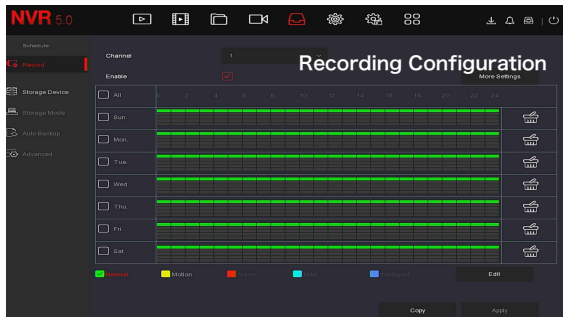 NVR 5.0
Schedule
Channel
1
Record
Recording Configuration
Enable
More Settings
Storage Device
All
0 2 4 6 8 10 12 14 16 18 20 22 24
Storage Mode
Sun.
Auto Backup
Mon.
Advanced
Tue.
Wed.
Thu.
Fri.
Sat.
Normal
Motion
Edit
Copy
Apply